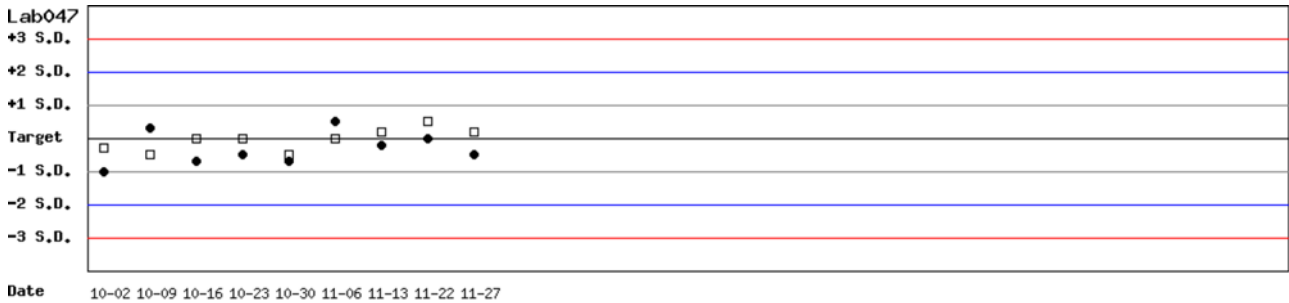 Lab047
+3 S.D.
+2 S.D.
+1 S.D.
Target
-1 S.D.
-2 S.D.
-3 S.D.
Date 10-02 10-09 10-16 10-23 10-30 11-06 11-13 11-22 11-27